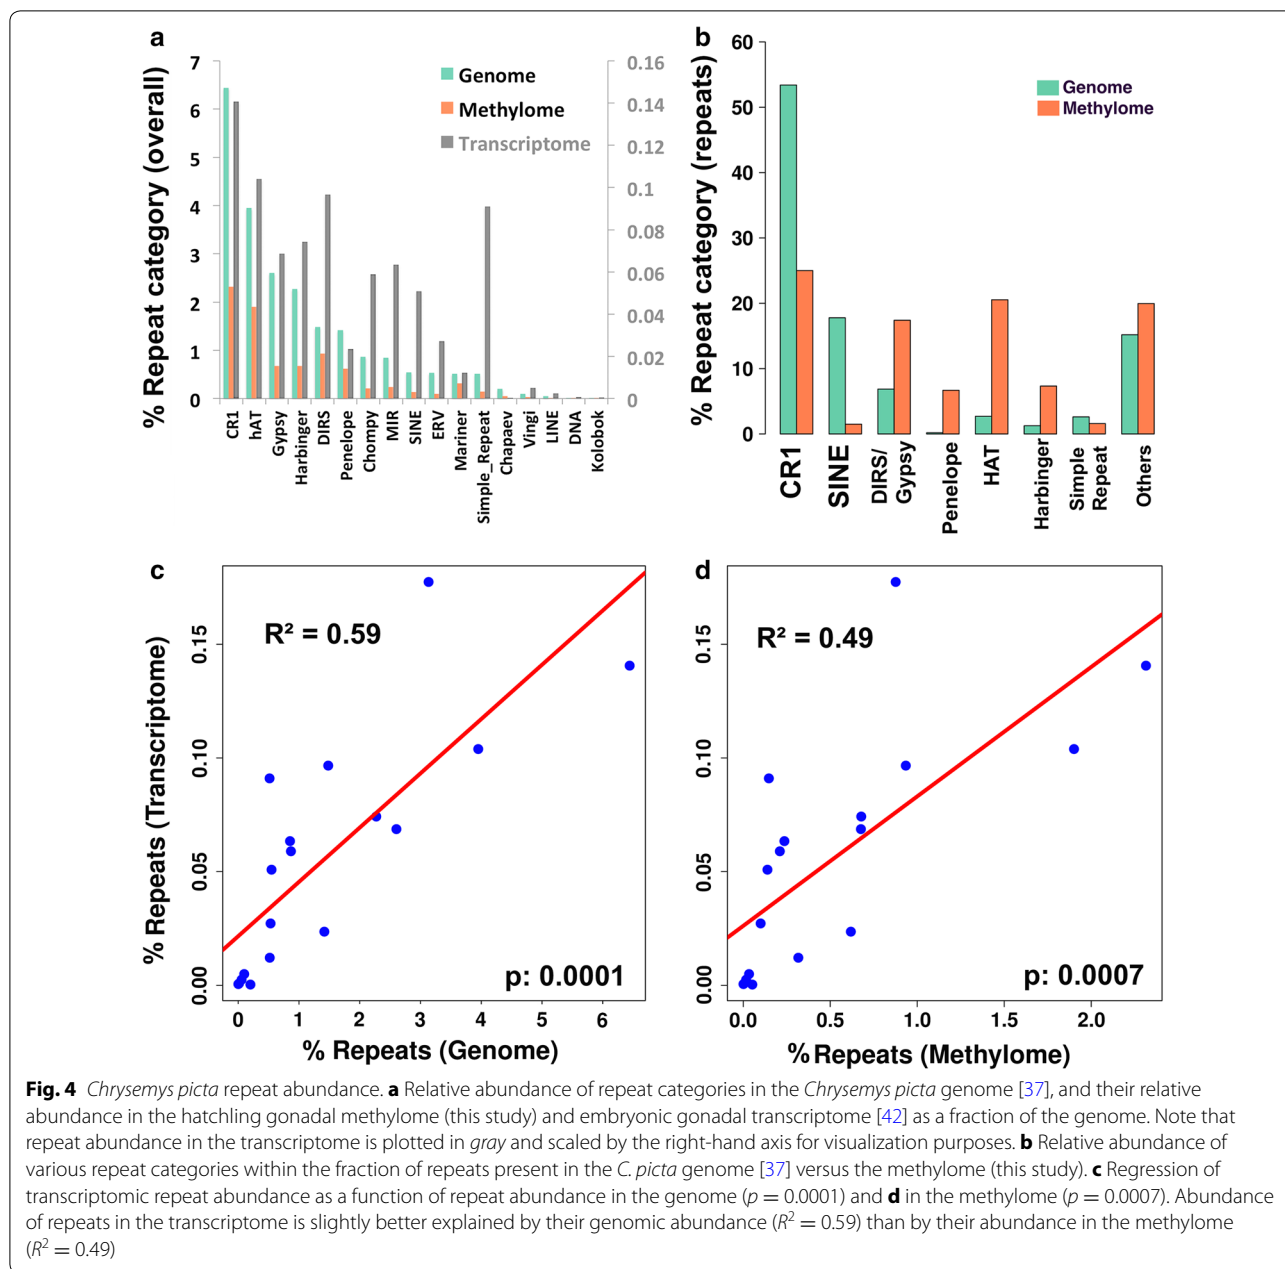 a
% Repeat category (overall)
7
6
5
4
3
2
1
0
Genome
Methylome
Transcriptome
0.16
0.14
0.12
0.1
0.08
0.06
0.04
0.02
0
CR1
hAT
Gypsy
Harbinger
DIRS
Penelope
Chompy
MIR
SINE
ERV
Mariner
Simple_Repeat
Chapaev
Vingi
LINE
DNA
Kolobok
b
% Repeat category (repeats)
60
50
40
30
20
10
0
Genome
Methylome
CR1
SINE
DIRS/
Gypsy
Penelope
HAT
Harbinger
Simple
Repeat
Others
c
% Repeats (Transcriptome)
0.15
0.10
0.05
0.00
R² = 0.59
p: 0.0001
0 1 2 3 4 5 6
% Repeats (Genome)
d
0.15
0.10
0.05
0.00
R² = 0.49
p: 0.0007
0.0 0.5 1.0 1.5 2.0
% Repeats (Methylome)
Fig. 4 Chrysemys picta repeat abundance. a Relative abundance of repeat categories in the Chrysemys picta genome [37], and their relative
abundance in the hatchling gonadal methylome (this study) and embryonic gonadal transcriptome [42] as a fraction of the genome. Note that
repeat abundance in the transcriptome is plotted in gray and scaled by the right-hand axis for visualization purposes. b Relative abundance of
various repeat categories within the fraction of repeats present in the C. picta genome [37] versus the methylome (this study). c Regression of
transcriptomic repeat abundance as a function of repeat abundance in the genome (p = 0.0001) and d in the methylome (p = 0.0007). Abundance
of repeats in the transcriptome is slightly better explained by their genomic abundance (R² = 0.59) than by their abundance in the methylome
(R² = 0.49)